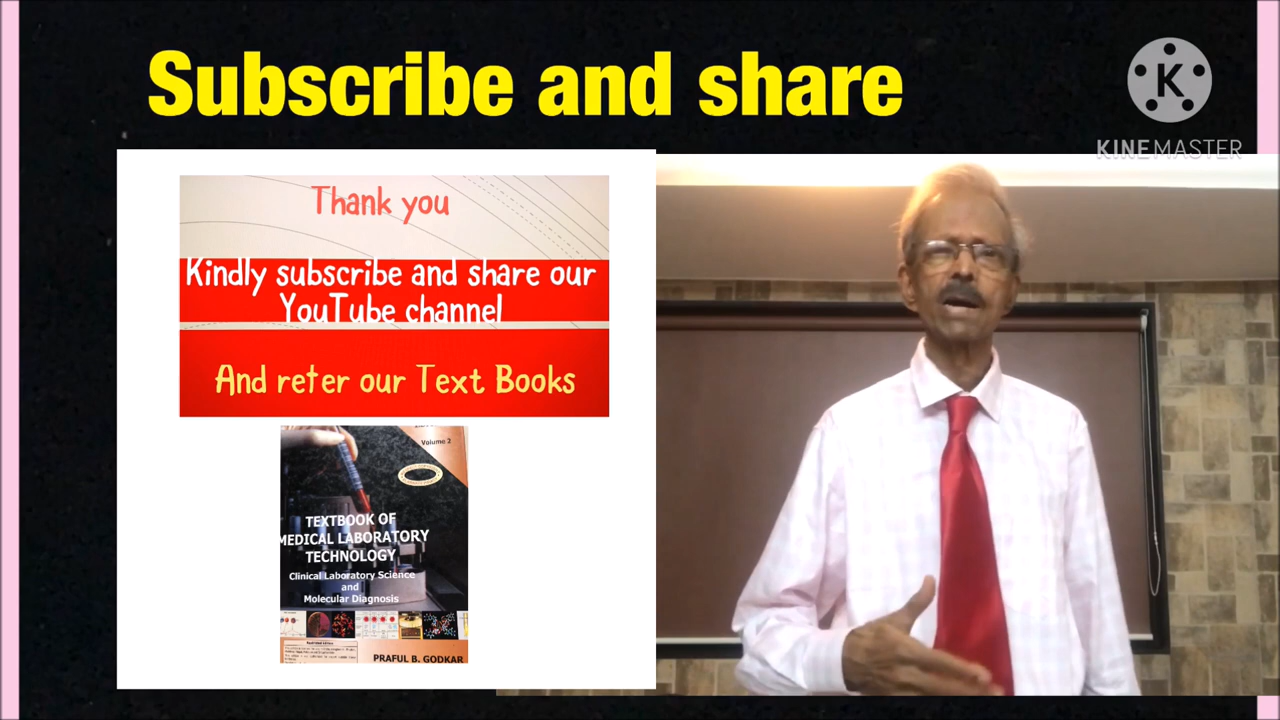 Subscribe and share
K
KINEMASTER
Thank you
Kindly subscribe and share our
YouTube channel
And refer our Text Books
Volume 2
TEXTBOOK OF
MEDICAL LABORATORY
TECHNOLOGY
Clinical Laboratory Science
and
Molecular Diagnosis
PRAFUL B. GODKAR